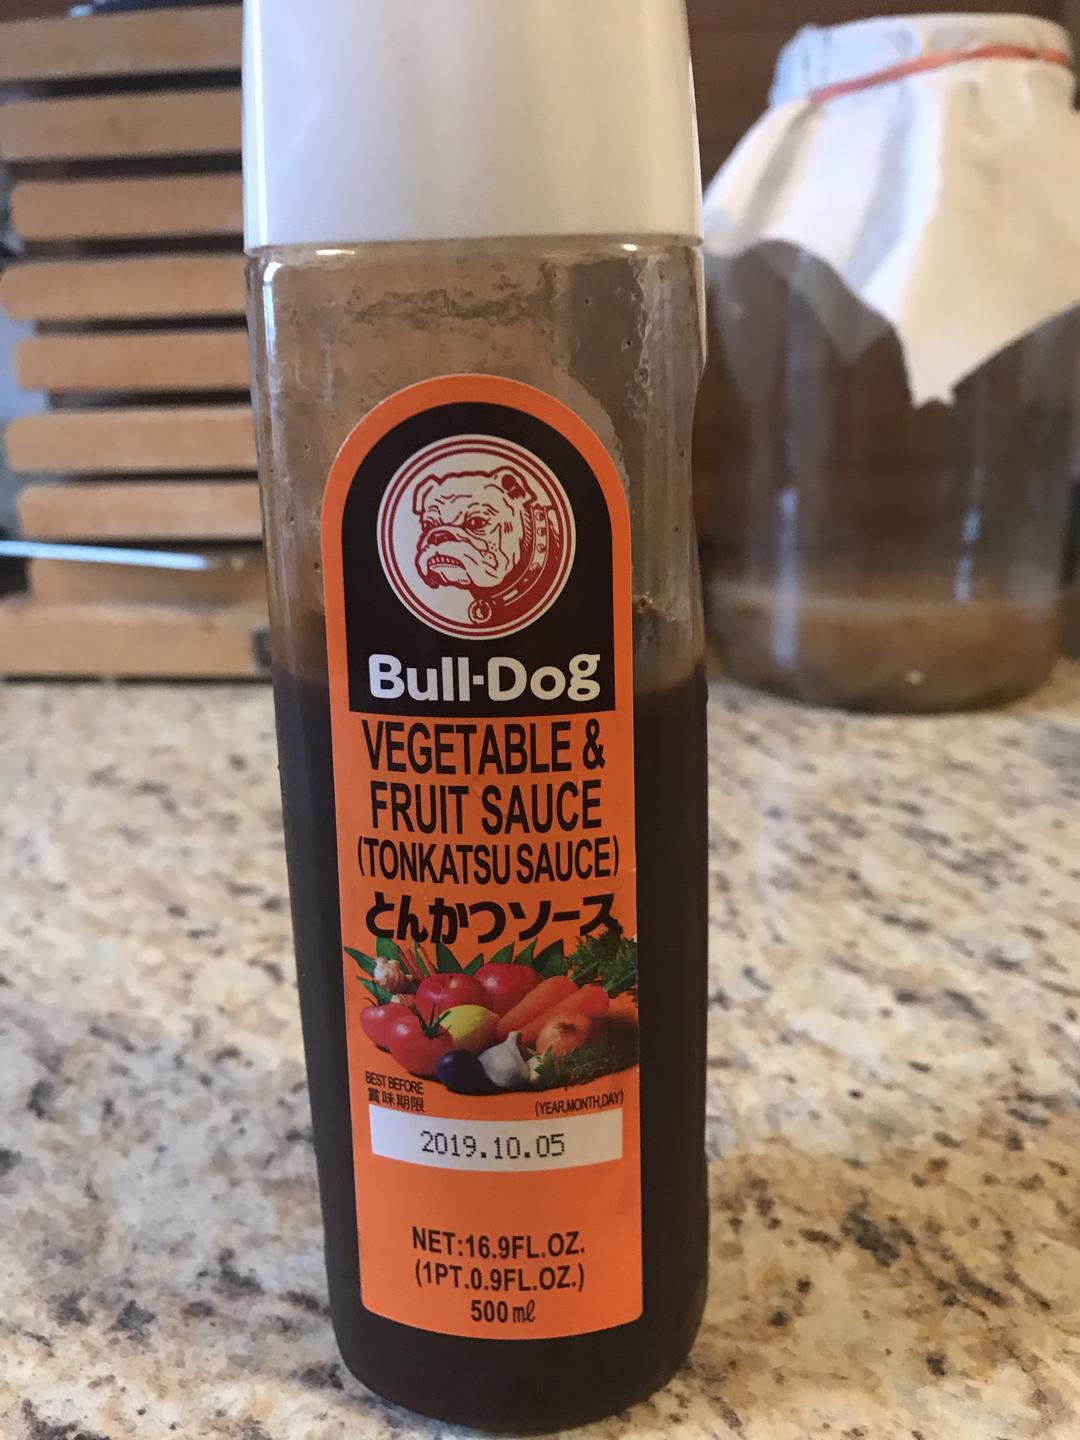 Bull-Dog
VEGETABLE &
FRUIT SAUCE
(TONKATSU SAUCE)
とんかつソース
BEST BEFORE
賞味期限
(YEAR,MONTH,DAY)
2019.10.05
NET:16.9FL.OZ.
(1PT.0.9FL.OZ.)
500㎖